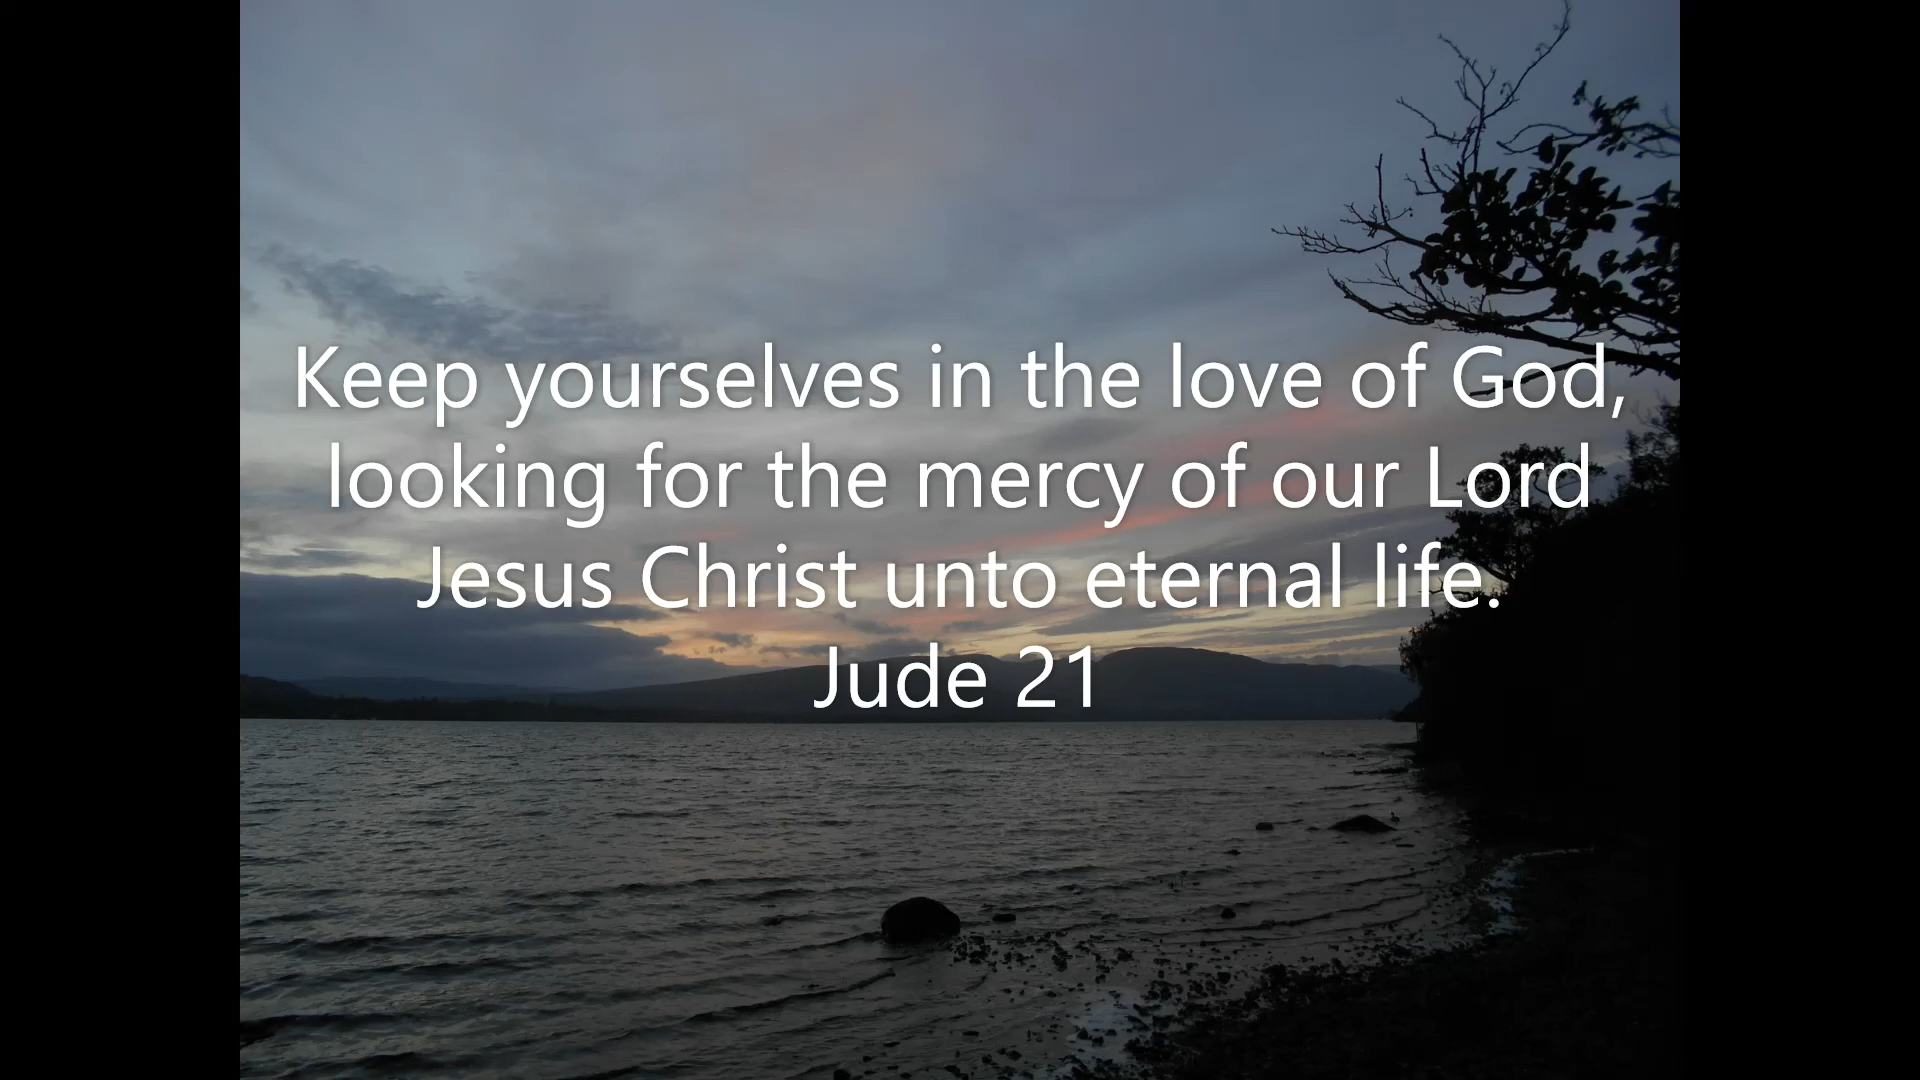 Keep yourselves in the love of God,
looking for the mercy of our Lord
Jesus Christ unto eternal life.
Jude 21